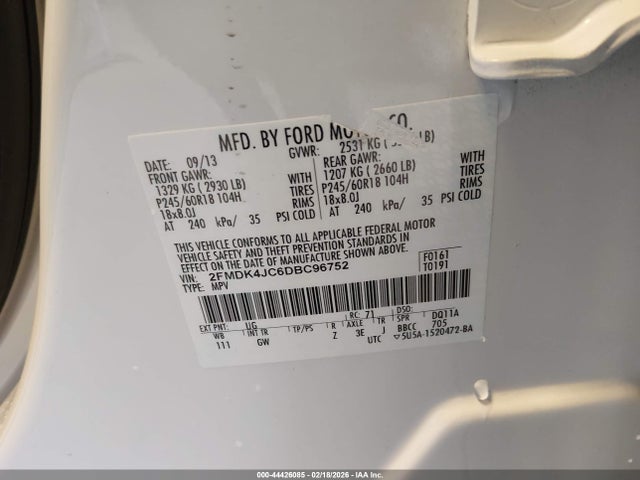 MFD. BY FORD MOTOR CO.
DATE: 09/13 GVWR: 2531 KG ( LB)
FRONT GAWR: REAR GAWR:
1329 KG ( 2930 LB) WITH 1207 KG ( 2660 LB) WITH
P245/60R18 104H TIRES P245/60R18 104H TIRES
18x8.0J RIMS 18x8.0J RIMS
AT 240 kPa/ 35 PSI COLD AT 240 kPa/ 35 PSI COLD
THIS VEHICLE CONFORMS TO ALL APPLICABLE FEDERAL MOTOR
VEHICLE SAFETY AND THEFT PREVENTION STANDARDS IN
EFFECT ON THE DATE OF MANUFACTURE SHOWN ABOVE.
VIN: 2FMDK4JC6DBC96752 F0161
TYPE: MPV T0191
EXT PNT: UG RC: 71 DSO:
WB INT TR TP/PS R AXLE TR SPR DQ11A
111 GW Z 3E J BBCC 705
UTC ▽5U5A-1520472-BA
000-44426085 - 02/18/2026 - IAA Inc.